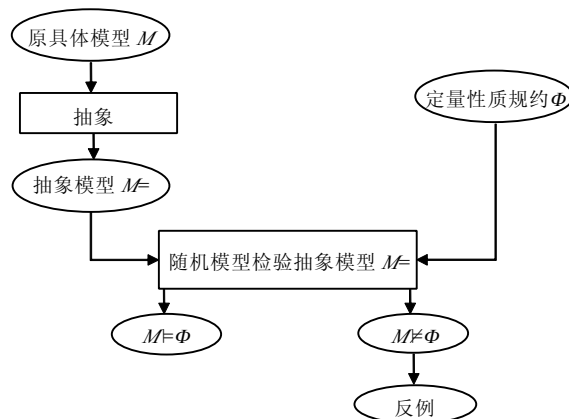 原具体模型 M
定量性质规约Φ
抽象
抽象模型 M=
随机模型检验抽象模型 M=
M⊨Φ
M⊭Φ
反例